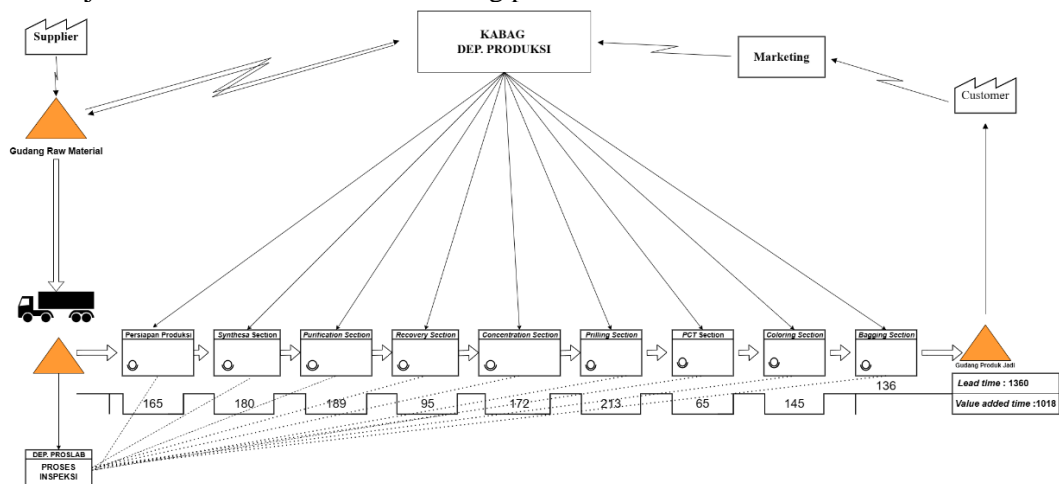 Supplier
KABAG
DEP. PRODUKSI
Marketing
Customer
Gudang Raw Material
Persiapan Produksi
Synthesa Section
Purification Section
Recovery Section
Concentration Section
Prilling Section
PCT Section
Coloring Section
Bagging Section
Gudang Produk Jadi
165
180
189
95
172
213
65
145
136
Lead time : 1360
Value added time :1018
DEP. PROSLAB
PROSES
INSPEKSI